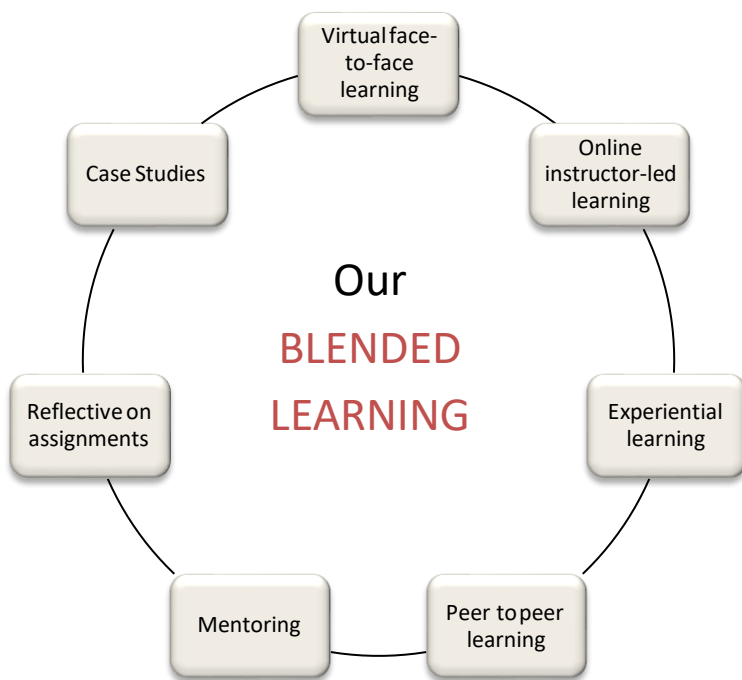 Virtual face-
to-face
learning
Online
instructor-led
learning
Case Studies
Our
BLENDED
LEARNING
Reflective on
assignments
Experiential
learning
Mentoring
Peer to peer
learning